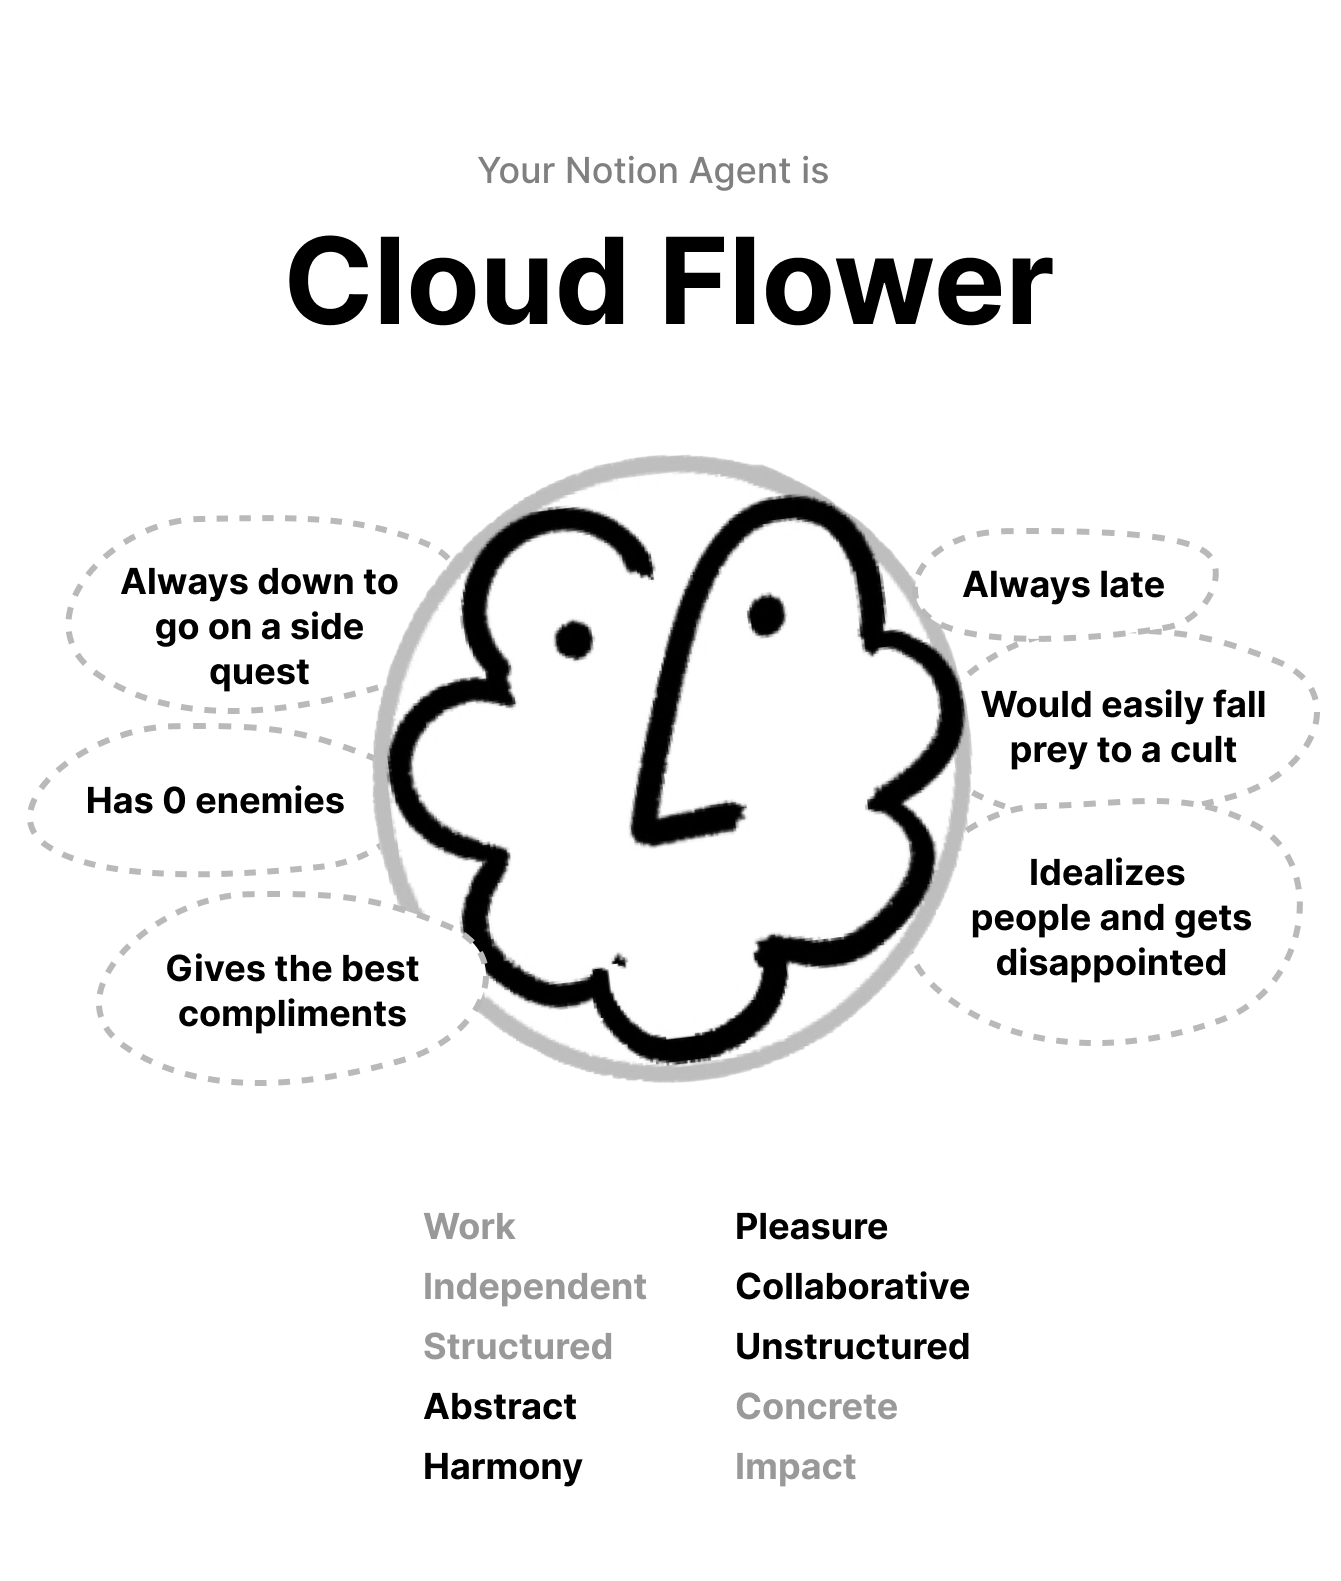 Your Notion Agent is
Cloud Flower
Always down to
go on a side
quest
Has 0 enemies
Gives the best
compliments
Always late
Would easily fall
prey to a cult
Idealizes
people and gets
disappointed
Work Pleasure
Independent Collaborative
Structured Unstructured
Abstract Concrete
Harmony Impact